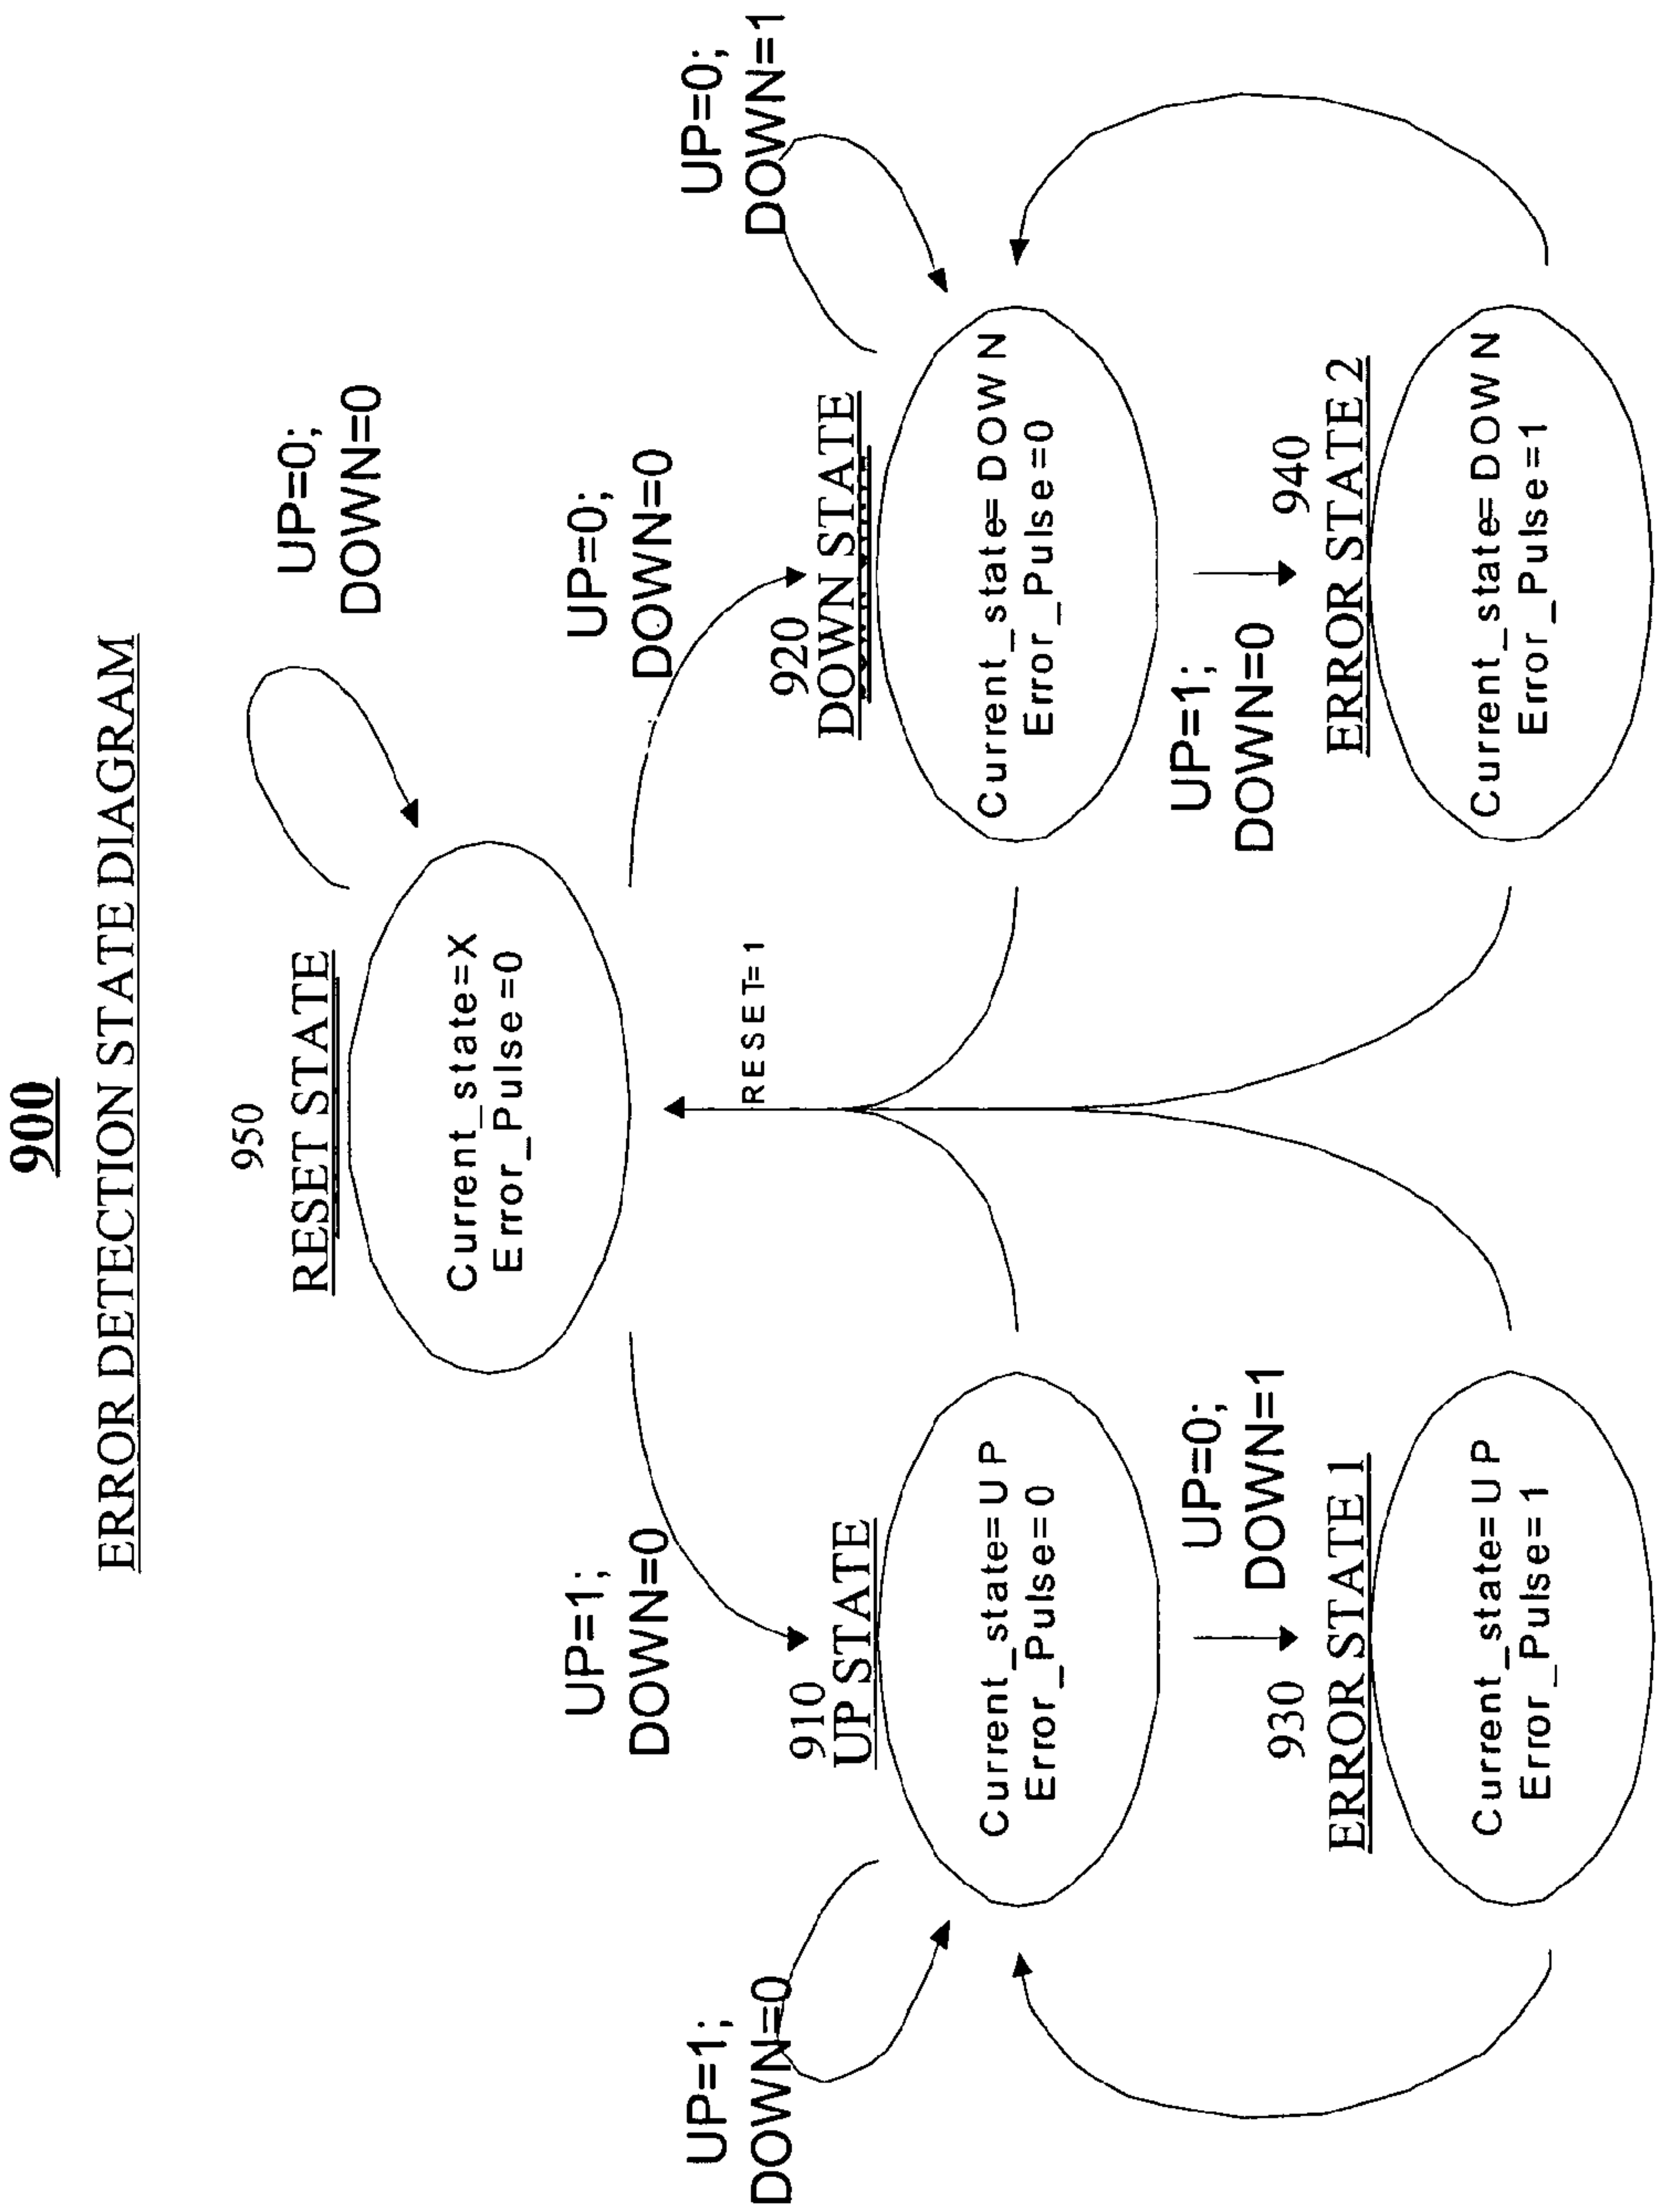 900
ERROR DETECTION STATE DIAGRAM
950
RESET STATE
Current_state=X
Error_Pulse=0
UP=0;
DOWN=0
UP=1;
DOWN=0
UP=0;
DOWN=0
UP=1;
DOWN=0
910
UP STATE
Current_state=UP
Error_Pulse=0
RESET=1
920
DOWN STATE
Current_state=DOWN
Error_Pulse=0
UP=0;
DOWN=1
UP=0;
DOWN=1
930
ERROR STATE 1
Current_state=UP
Error_Pulse=1
UP=1;
DOWN=0
940
ERROR STATE 2
Current_state=DOWN
Error_Pulse=1